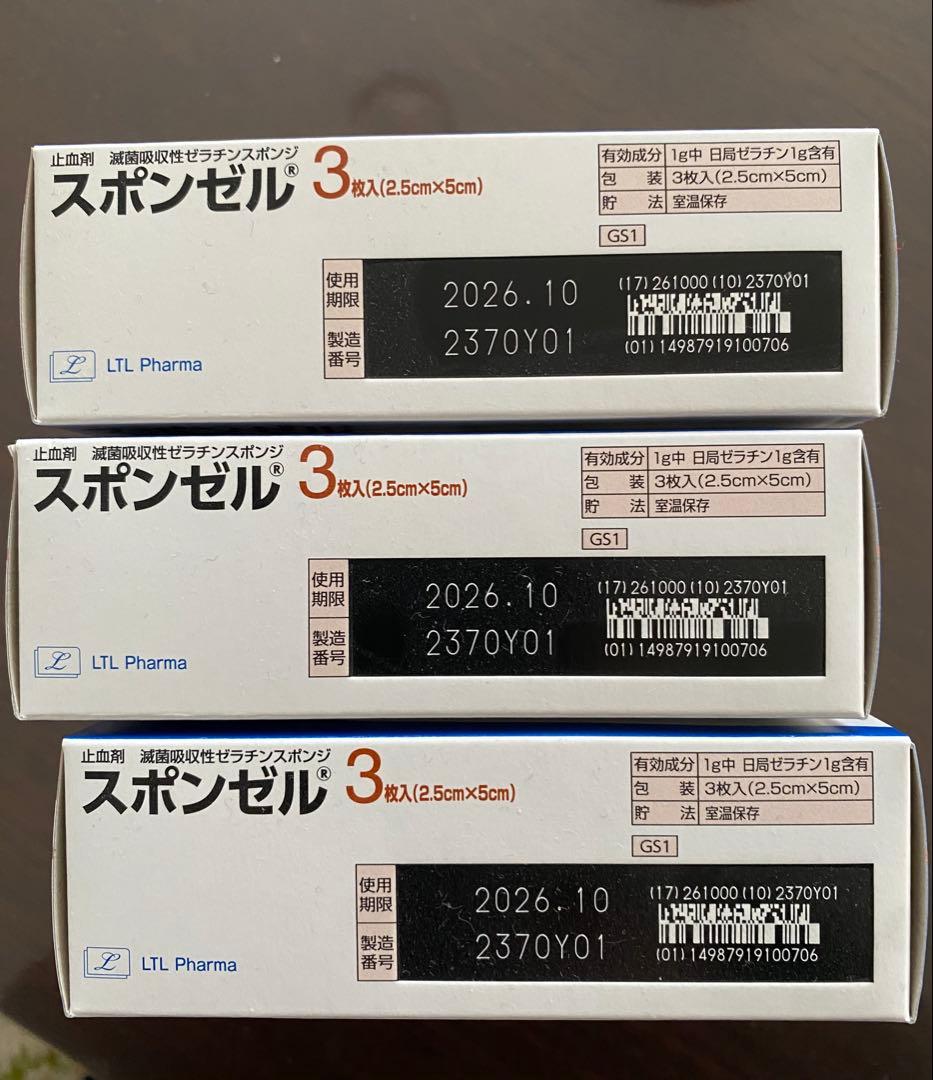 止血剤 滅菌吸収性ゼラチンスポンジ
スポンゼル® 3枚入(2.5cm×5cm)
有効成分 1g中 日局ゼラチン1g含有
包装 3枚入(2.5cm×5cm)
貯法 室温保存
GS1
使用期限 2026.10
製造番号 2370Y01
(17)261000(10)2370Y01
(01)14987919100706
LTL Pharma
止血剤 滅菌吸収性ゼラチンスポンジ
スポンゼル® 3枚入(2.5cm×5cm)
有効成分 1g中 日局ゼラチン1g含有
包装 3枚入(2.5cm×5cm)
貯法 室温保存
GS1
使用期限 2026.10
製造番号 2370Y01
(17)261000(10)2370Y01
(01)14987919100706
LTL Pharma
止血剤 滅菌吸収性ゼラチンスポンジ
スポンゼル® 3枚入(2.5cm×5cm)
有効成分 1g中 日局ゼラチン1g含有
包装 3枚入(2.5cm×5cm)
貯法 室温保存
GS1
使用期限 2026.10
製造番号 2370Y01
(17)261000(10)2370Y01
(01)14987919100706
LTL Pharma